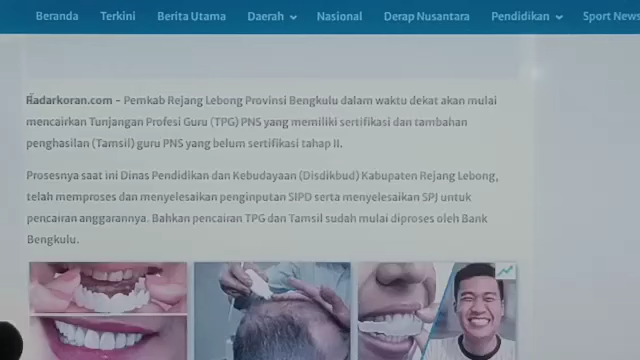 Beranda Terkini Berita Utama Daerah Nasional Derap Nusantara Pendidikan Sport News
Radarkoran.com - Pemkab Rejang Lebong Provinsi Bengkulu dalam waktu dekat akan mulai
mencairkan Tunjangan Profesi Guru (TPG) PNS yang memiliki sertifikasi dan tambahan
penghasilan (Tamsil) guru PNS yang belum sertifikasi tahap II.
Prosesnya saat ini Dinas Pendidikan dan Kebudayaan (Disdikbud) Kabupaten Rejang Lebong,
telah memproses dan menyelesaikan penginputan SIPD serta menyelesaikan SPJ untuk
pencairan anggarannya. Bahkan pencairan TPG dan Tamsil sudah mulai diproses oleh Bank
Bengkulu.